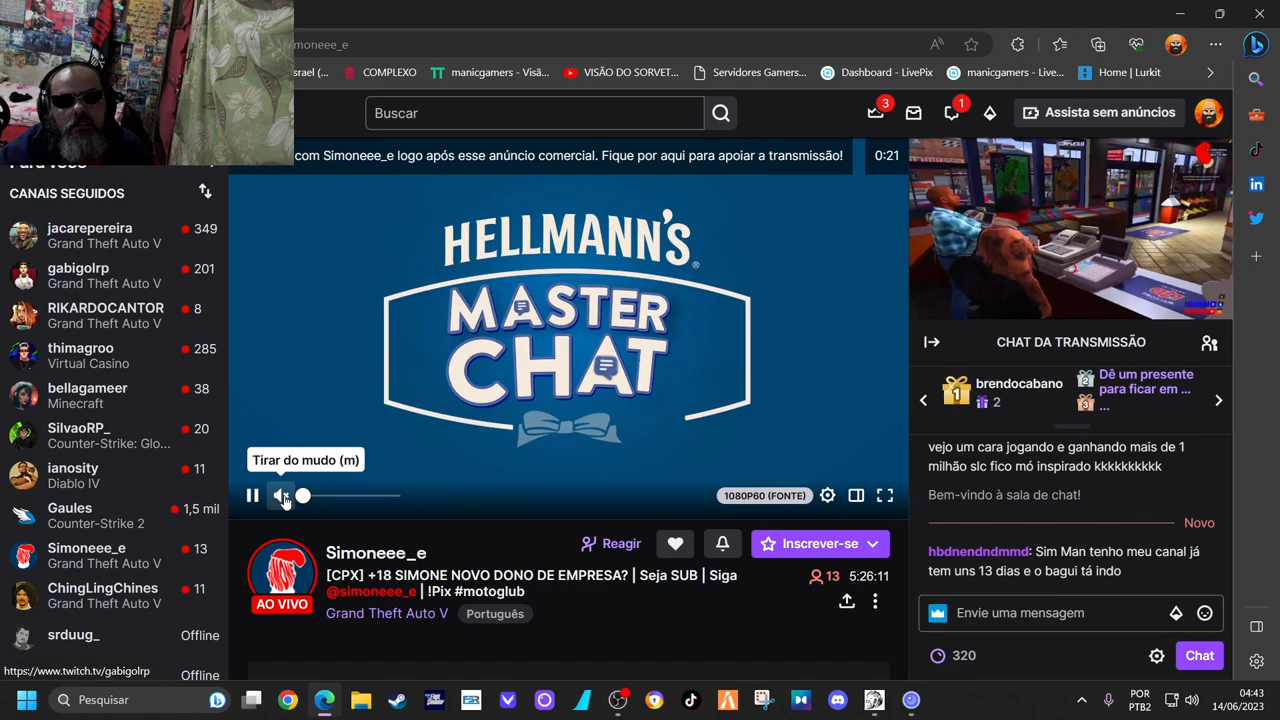 imoneee_e
srael (...
COMPLEXO
manicgamers - Visã...
VISÃO DO SORVET...
Servidores Gamers...
Dashboard - LivePix
manicgamers - Live...
Home | Lurkit
Buscar
3
1
Assista sem anúncios
com Simoneee_e logo após esse anúncio comercial. Fique por aqui para apoiar a transmissão!
0:21
CANAIS SEGUIDOS
jacarepereira
349
Grand Theft Auto V
gabigolrp
201
Grand Theft Auto V
RIKARDOCANTOR
8
Grand Theft Auto V
thimagroo
285
Virtual Casino
bellagameer
38
Minecraft
SilvaoRP_
20
Counter-Strike: Glo...
ianosity
11
Diablo IV
Gaules
1,5 mil
Counter-Strike 2
Simoneee_e
13
Grand Theft Auto V
ChingLingChines
11
Grand Theft Auto V
srduug_
Offline
https://www.twitch.tv/gabigolrp
Offline
HELLMANN'S®
MASTER
CHAT
Tirar do mudo (m)
1080P60 (FONTE)
Simoneee_e
Reagir
Inscrever-se
[CPX] +18 SIMONE NOVO DONO DE EMPRESA? | Seja SUB | Siga
@simoneee_e | !Pix #motoglub
13
5:26:11
AO VIVO
Grand Theft Auto V
Português
CHAT DA TRANSMISSÃO
1
brendocabano
2
2
Dê um presente
para ficar em ...
3
...
vejo um cara jogando e ganhando mais de 1
milhão slc fico mó inspirado kkkkkkkkkk
Bem-vindo à sala de chat!
Novo
hbdnendndmmd: Sim Man tenho meu canal já
tem uns 13 dias e o bagui tá indo
Envie uma mensagem
320
Chat
Pesquisar
POR
PTB2
04:43
14/06/2023